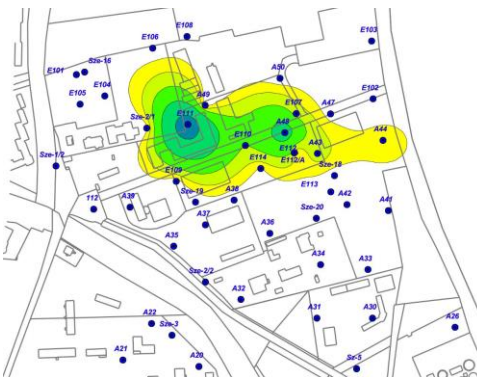 E108
E106
E103
Sze-16
E101
A50
E105
E104
A49
E102
E107
A47
Sze-2/1
E111
A48
A44
E110
E112
A43
Sze-1/2
E112/A
E114
Sze-18
E109
E113
112
A39
Sze-19
A38
A42
A41
A37
Sze-20
A36
A35
A34
A33
Sze-2/2
A32
A31
A30
A22
Sze-3
A26
A21
A20
Sz-5